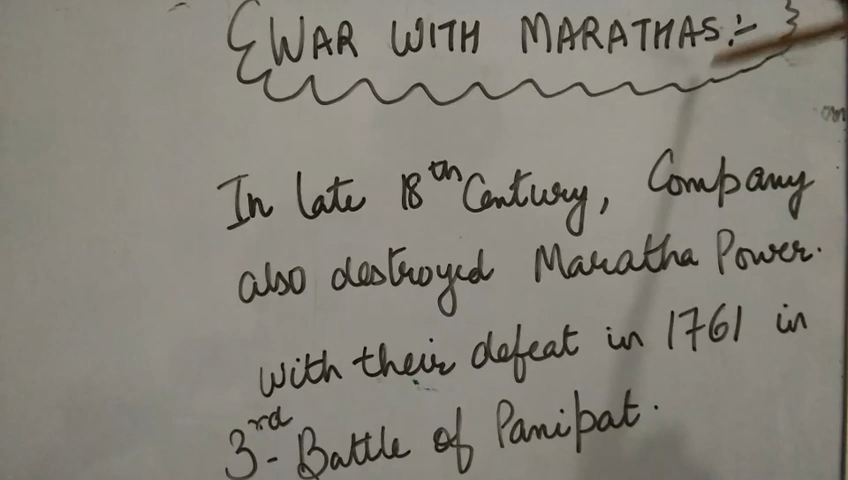 WAR WITH MARATHAS :-
In late 18th Century, Company
also destroyed Maratha Power.
with their defeat in 1761 in
3rd - Battle of Panipat.